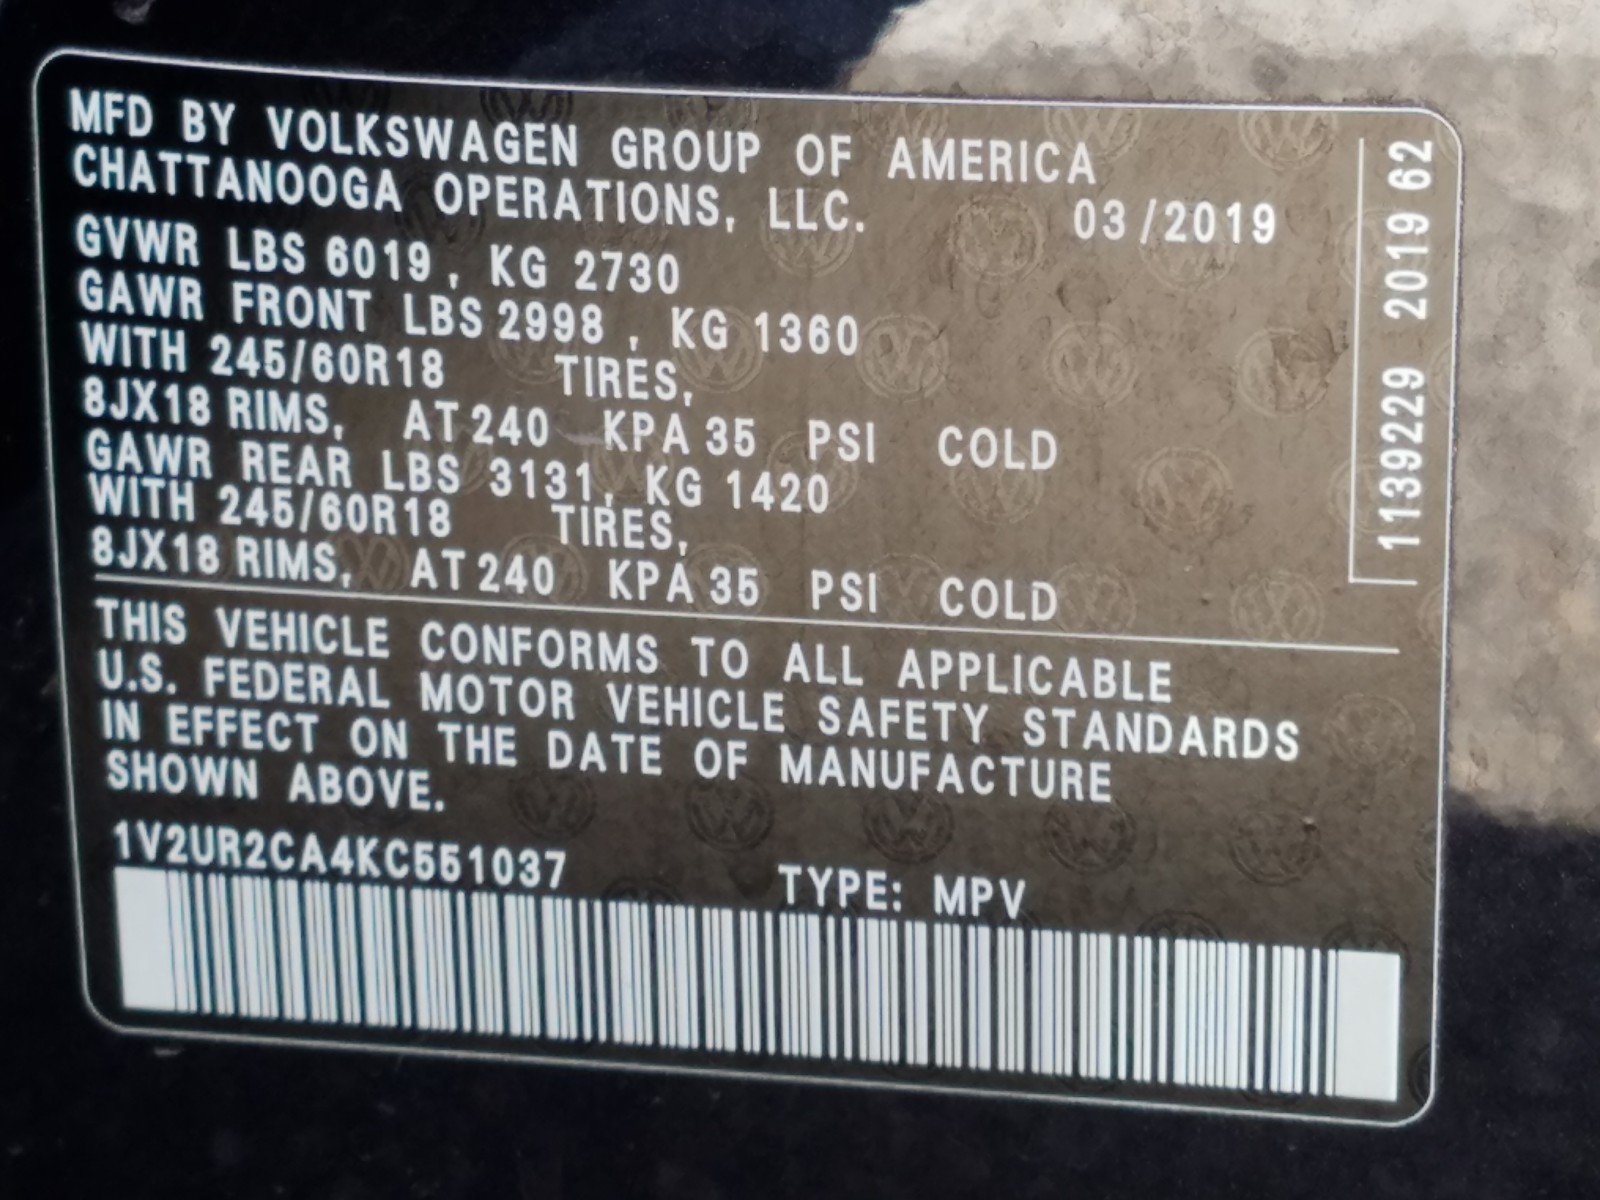 MFD BY VOLKSWAGEN GROUP OF AMERICA
CHATTANOOGA OPERATIONS, LLC. 03/2019
GVWR LBS 6019, KG 2730
GAWR FRONT LBS 2998, KG 1360
WITH 245/60R18 TIRES,
8JX18 RIMS, AT 240 KPA 35 PSI COLD
GAWR REAR LBS 3131, KG 1420
WITH 245/60R18 TIRES,
8JX18 RIMS, AT 240 KPA 35 PSI COLD
THIS VEHICLE CONFORMS TO ALL APPLICABLE
U.S. FEDERAL MOTOR VEHICLE SAFETY STANDARDS
IN EFFECT ON THE DATE OF MANUFACTURE
SHOWN ABOVE.
1V2UR2CA4KC551037 TYPE: MPV
11392229 2019 62